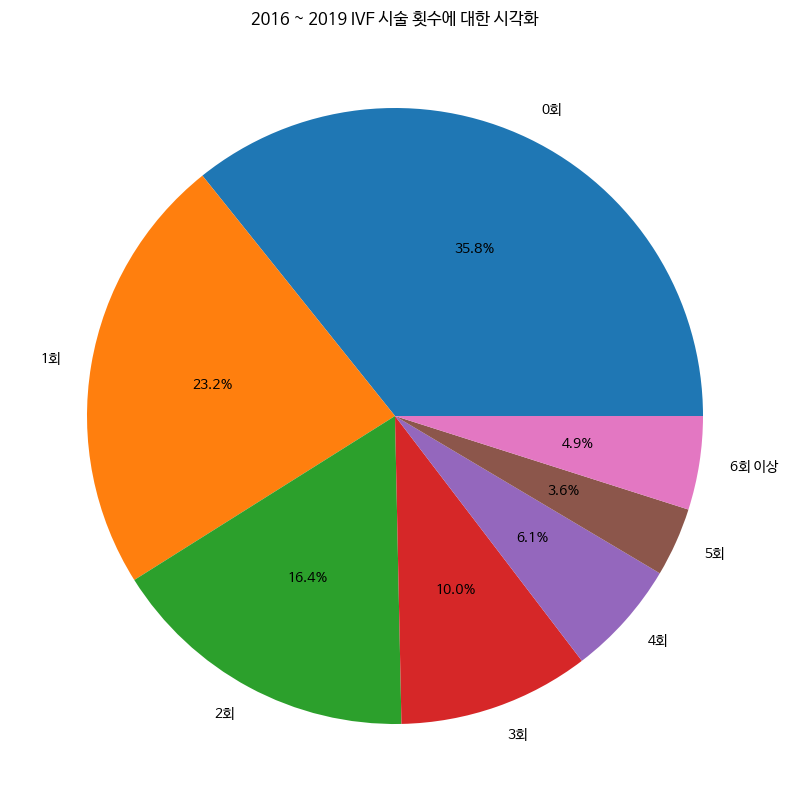 2016 ~ 2019 IVF 시술 횟수에 대한 시각화
0회
35.8%
1회
23.2%
2회
16.4%
3회
10.0%
4회
6.1%
5회
3.6%
6회 이상
4.9%